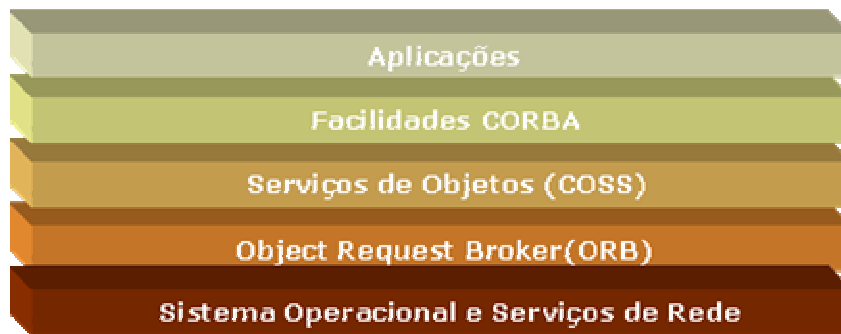 Aplicações
Facilidades CORBA
Serviços de Objetos (COSS)
Object Request Broker(ORB)
Sistema Operacional e Serviços de Rede